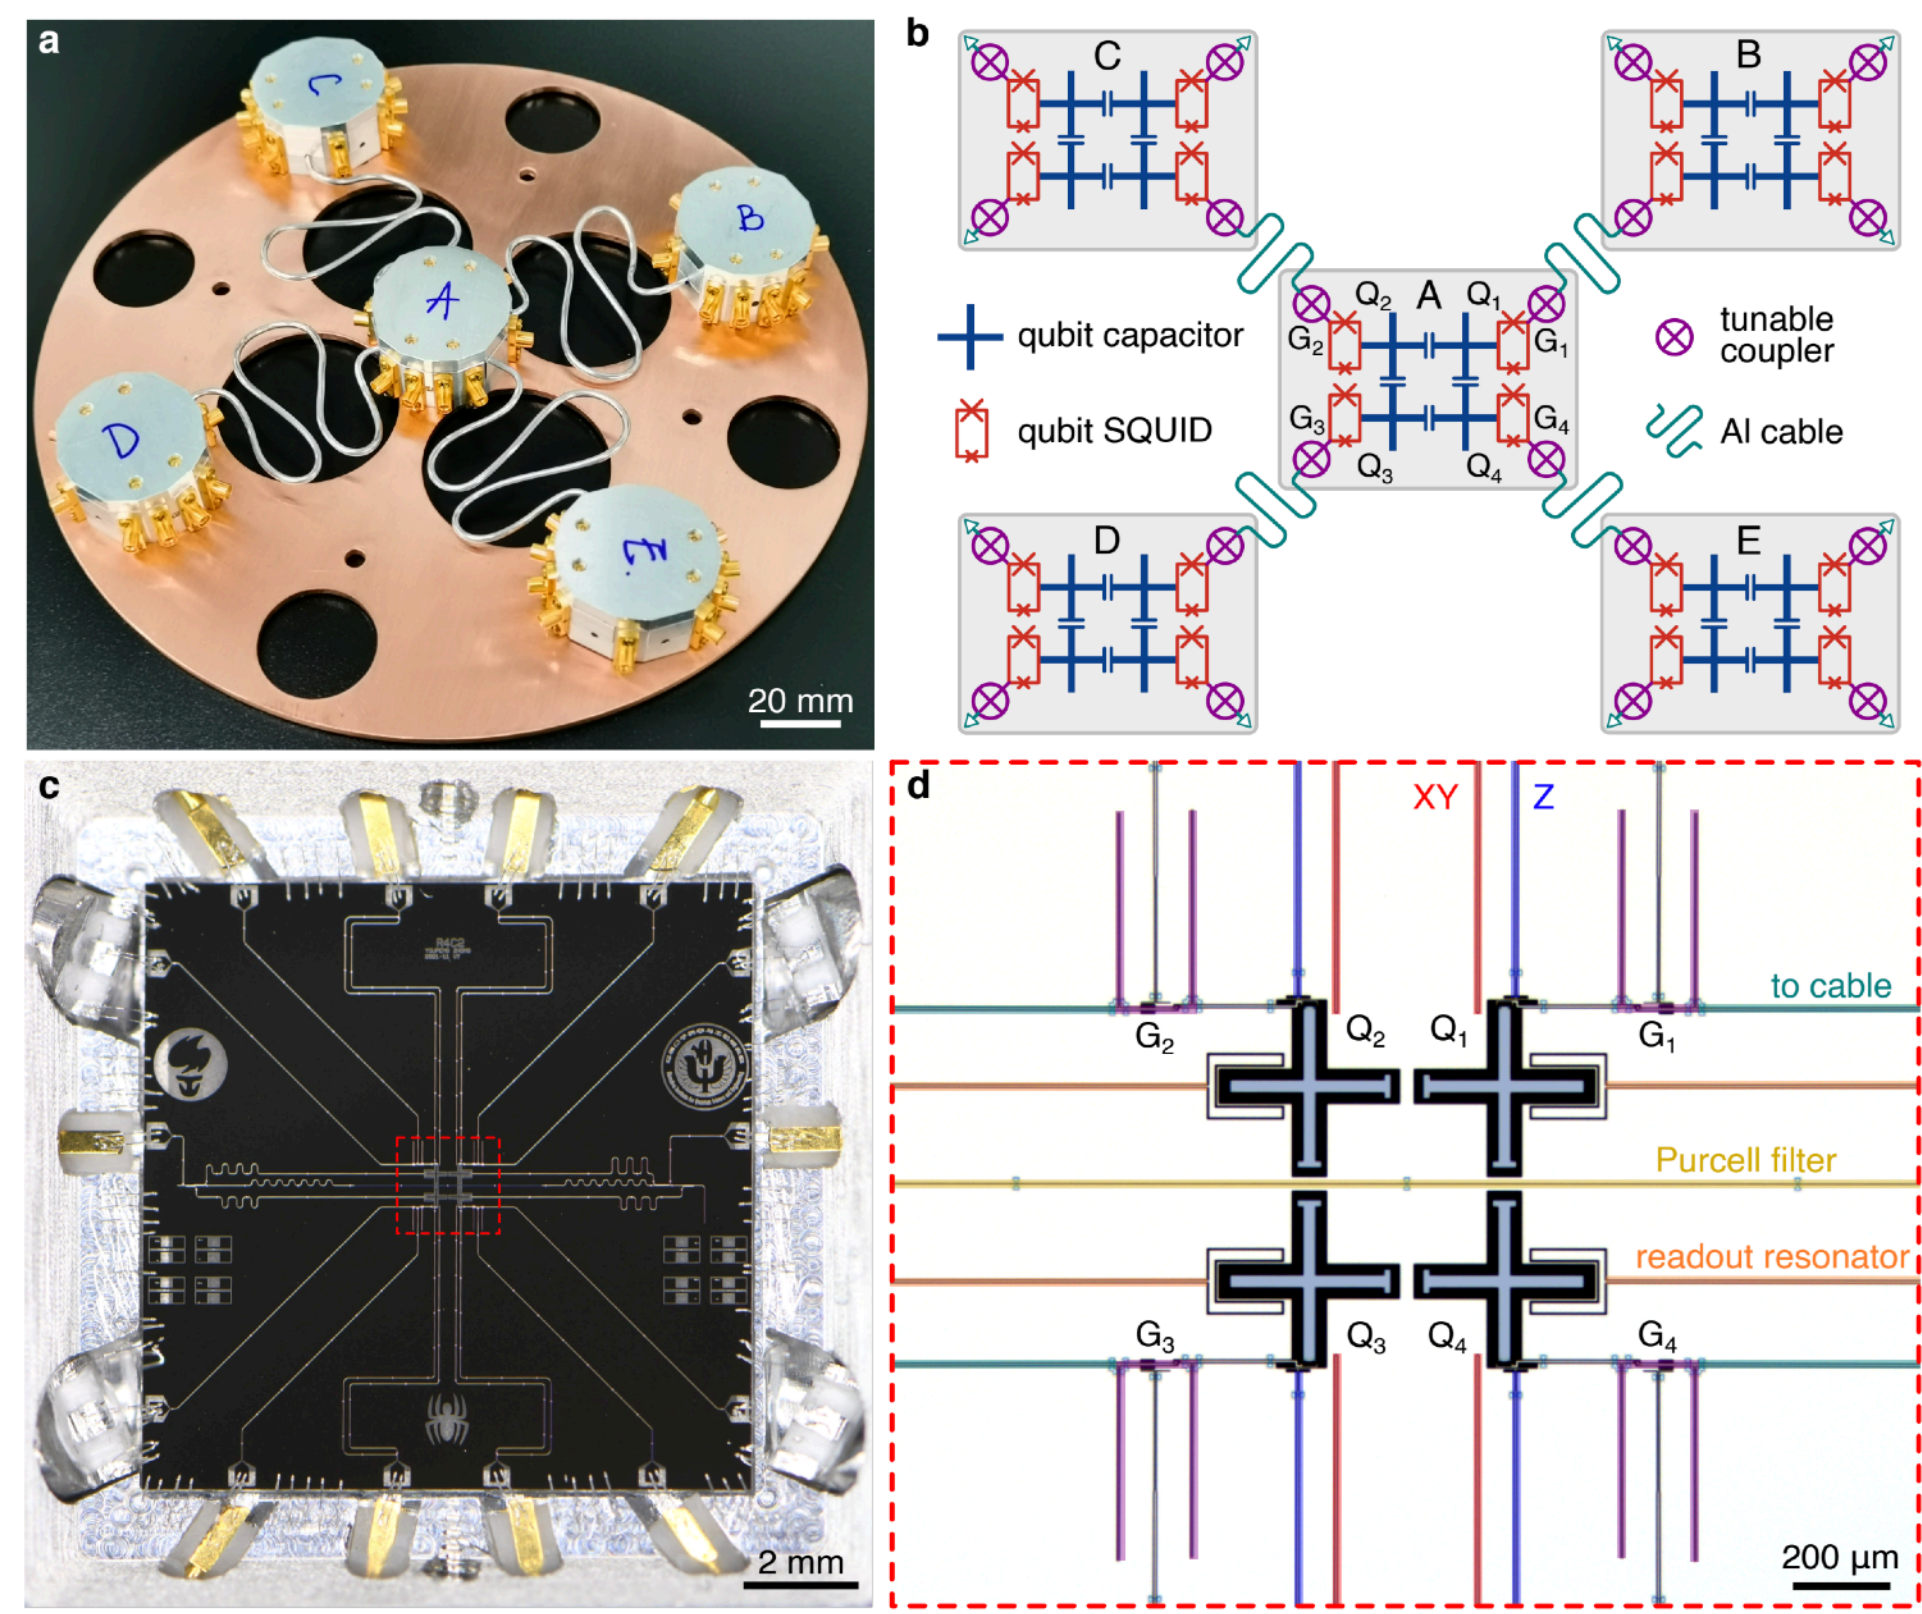 a
C
B
A
D
E
20 mm
b
C
B
Q2
A
Q1
G2
G1
G3
G4
Q3
Q4
qubit capacitor
qubit SQUID
tunable
coupler
Al cable
D
E
c
R4C2
2 mm
d
XY
Z
to cable
G2
Q2
Q1
G1
Purcell filter
readout resonator
G3
Q3
Q4
G4
200 μm